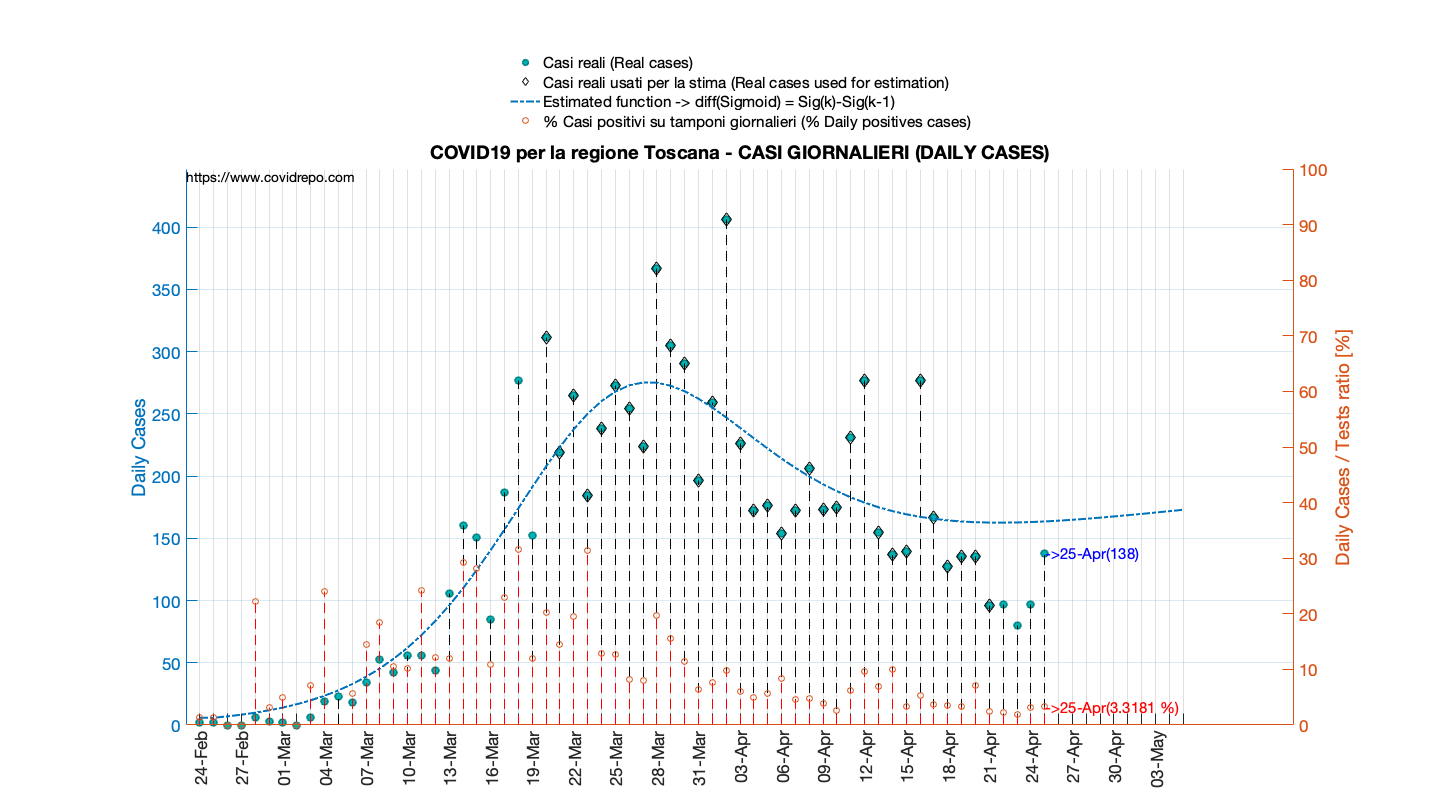 Casi reali (Real cases)
Casi reali usati per la stima (Real cases used for estimation)
Estimated function -> diff(Sigmoid) = Sig(k)-Sig(k-1)
% Casi positivi su tamponi giornalieri (% Daily positives cases)
COVID19 per la regione Toscana - CASI GIORNALIERI (DAILY CASES)
https://www.covidrepo.com
Daily Cases
400
350
300
250
200
150
100
50
0
100
90
80
70
60
50
40
30
20
10
0
Daily Cases / Tests ratio [%]
->25-Apr(138)
->25-Apr(3.3181 %)
24-Feb
27-Feb
01-Mar
04-Mar
07-Mar
10-Mar
13-Mar
16-Mar
19-Mar
22-Mar
25-Mar
28-Mar
31-Mar
03-Apr
06-Apr
09-Apr
12-Apr
15-Apr
18-Apr
21-Apr
24-Apr
27-Apr
30-Apr
03-May